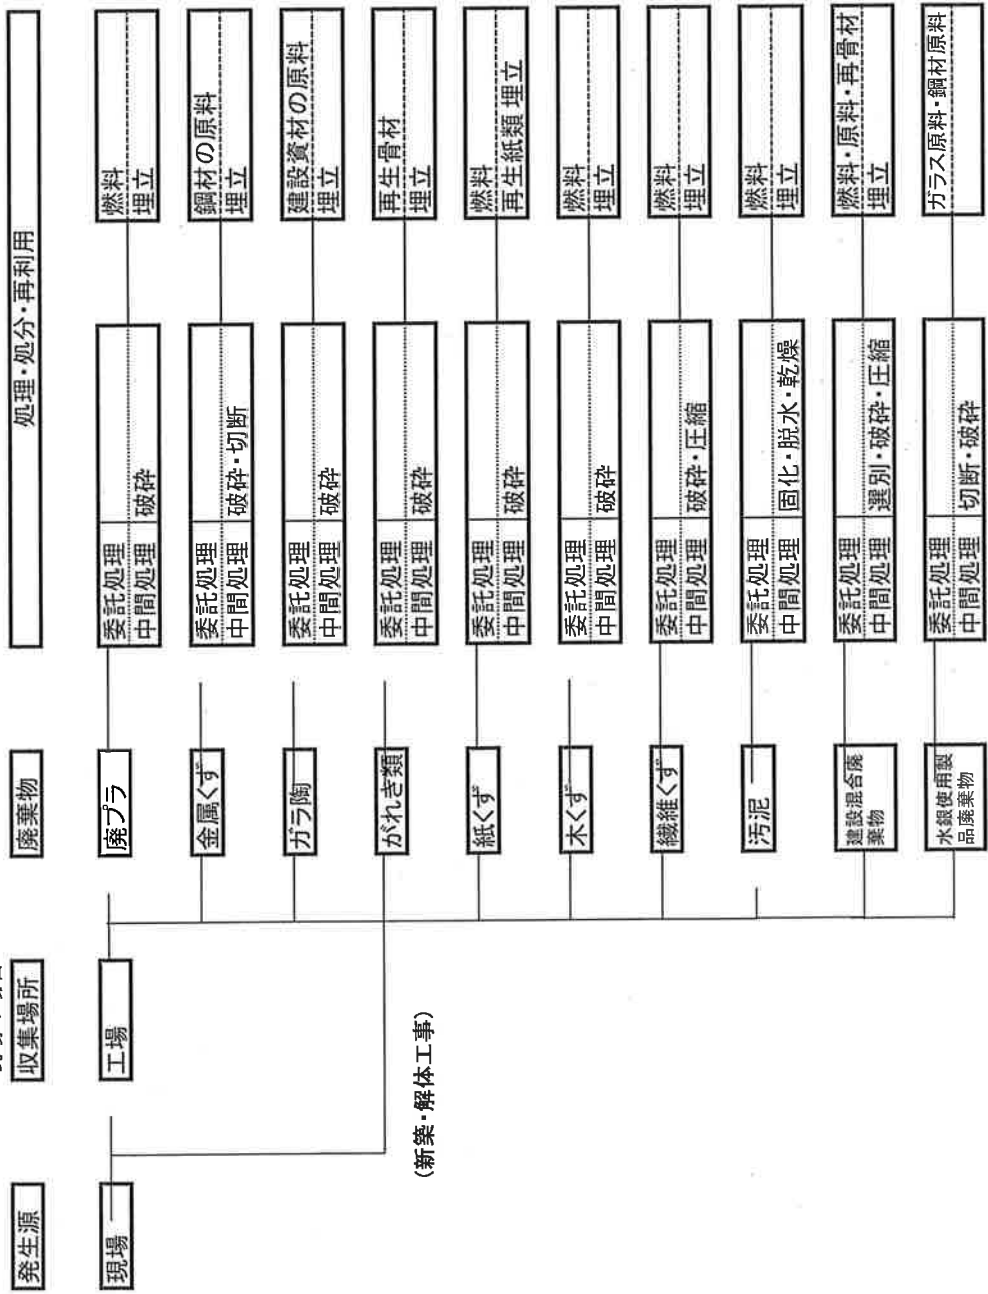 発生源
収集場所
廃棄物
処理・処分・再利用
現場
工場
廃プラ
委託処理
中間処理 破砕
燃料
埋立
金属くず
委託処理
中間処理 破砕・切断
鋼材の原料
埋立
ガラ陶
委託処理
中間処理 破砕
建設資材の原料
埋立
(新築・解体工事)
がれき類
委託処理
中間処理 破砕
再生骨材
埋立
紙くず
委託処理
中間処理 破砕
燃料
再生紙類 埋立
木くず
委託処理
中間処理 破砕
燃料
埋立
繊維くず
委託処理
中間処理 破砕・圧縮
燃料
埋立
汚泥
委託処理
中間処理 固化・脱水・乾燥
燃料
埋立
建設混合廃
棄物
委託処理
中間処理 選別・破砕・圧縮
燃料・原料・再骨材
埋立
水銀使用製
品廃棄物
委託処理
中間処理 切断・破砕
ガラス原料・鋼材原料